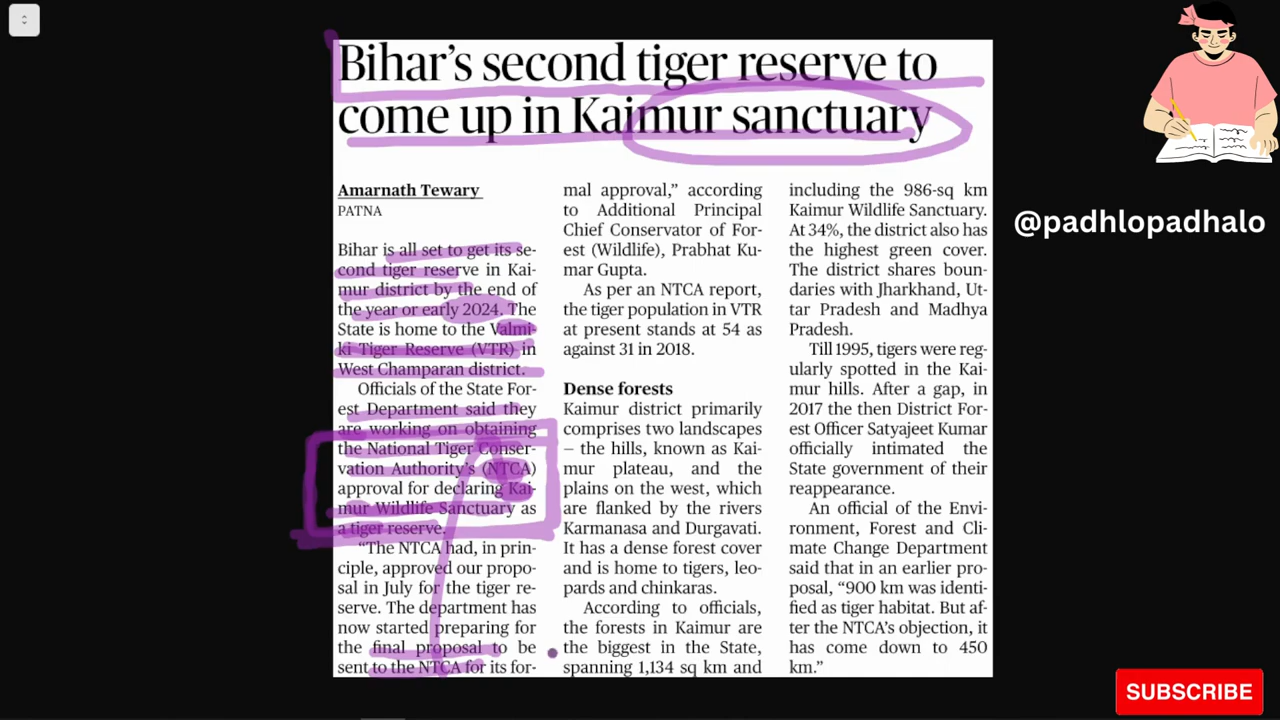 Bihar's second tiger reserve to
come up in Kaimur sanctuary
Amarnath Tewary
PATNA
Bihar is all set to get its se-
cond tiger reserve in Kai-
mur district by the end of
the year or early 2024. The
State is home to the Valmi-
ki Tiger Reserve (VTR) in
West Champaran district.
Officials of the State For-
est Department said they
are working on obtaining
the National Tiger Conser-
vation Authority's (NTCA)
approval for declaring Kai-
mur Wildlife Sanctuary as
a tiger reserve.
"The NTCA had, in prin-
ciple, approved our propo-
sal in July for the tiger re-
serve. The department has
now started preparing for
the final proposal to be
sent to the NTCA for its for-
mal approval," according
to Additional Principal
Chief Conservator of For-
est (Wildlife), Prabhat Ku-
mar Gupta.
As per an NTCA report,
the tiger population in VTR
at present stands at 54 as
against 31 in 2018.
Dense forests
Kaimur district primarily
comprises two landscapes
– the hills, known as Kai-
mur plateau, and the
plains on the west, which
are flanked by the rivers
Karmanasa and Durgavati.
It has a dense forest cover
and is home to tigers, leo-
pards and chinkaras.
According to officials,
the forests in Kaimur are
the biggest in the State,
spanning 1,134 sq km and
including the 986-sq km
Kaimur Wildlife Sanctuary.
At 34%, the district also has
the highest green cover.
The district shares boun-
daries with Jharkhand, Ut-
tar Pradesh and Madhya
Pradesh.
Till 1995, tigers were reg-
ularly spotted in the Kai-
mur hills. After a gap, in
2017 the then District For-
est Officer Satyajeet Kumar
officially intimated the
State government of their
reappearance.
An official of the Envi-
ronment, Forest and Cli-
mate Change Department
said that in an earlier pro-
posal, "900 km was identi-
fied as tiger habitat. But af-
ter the NTCA's objection, it
has come down to 450
km."
@padhlopadhalo
SUBSCRIBE